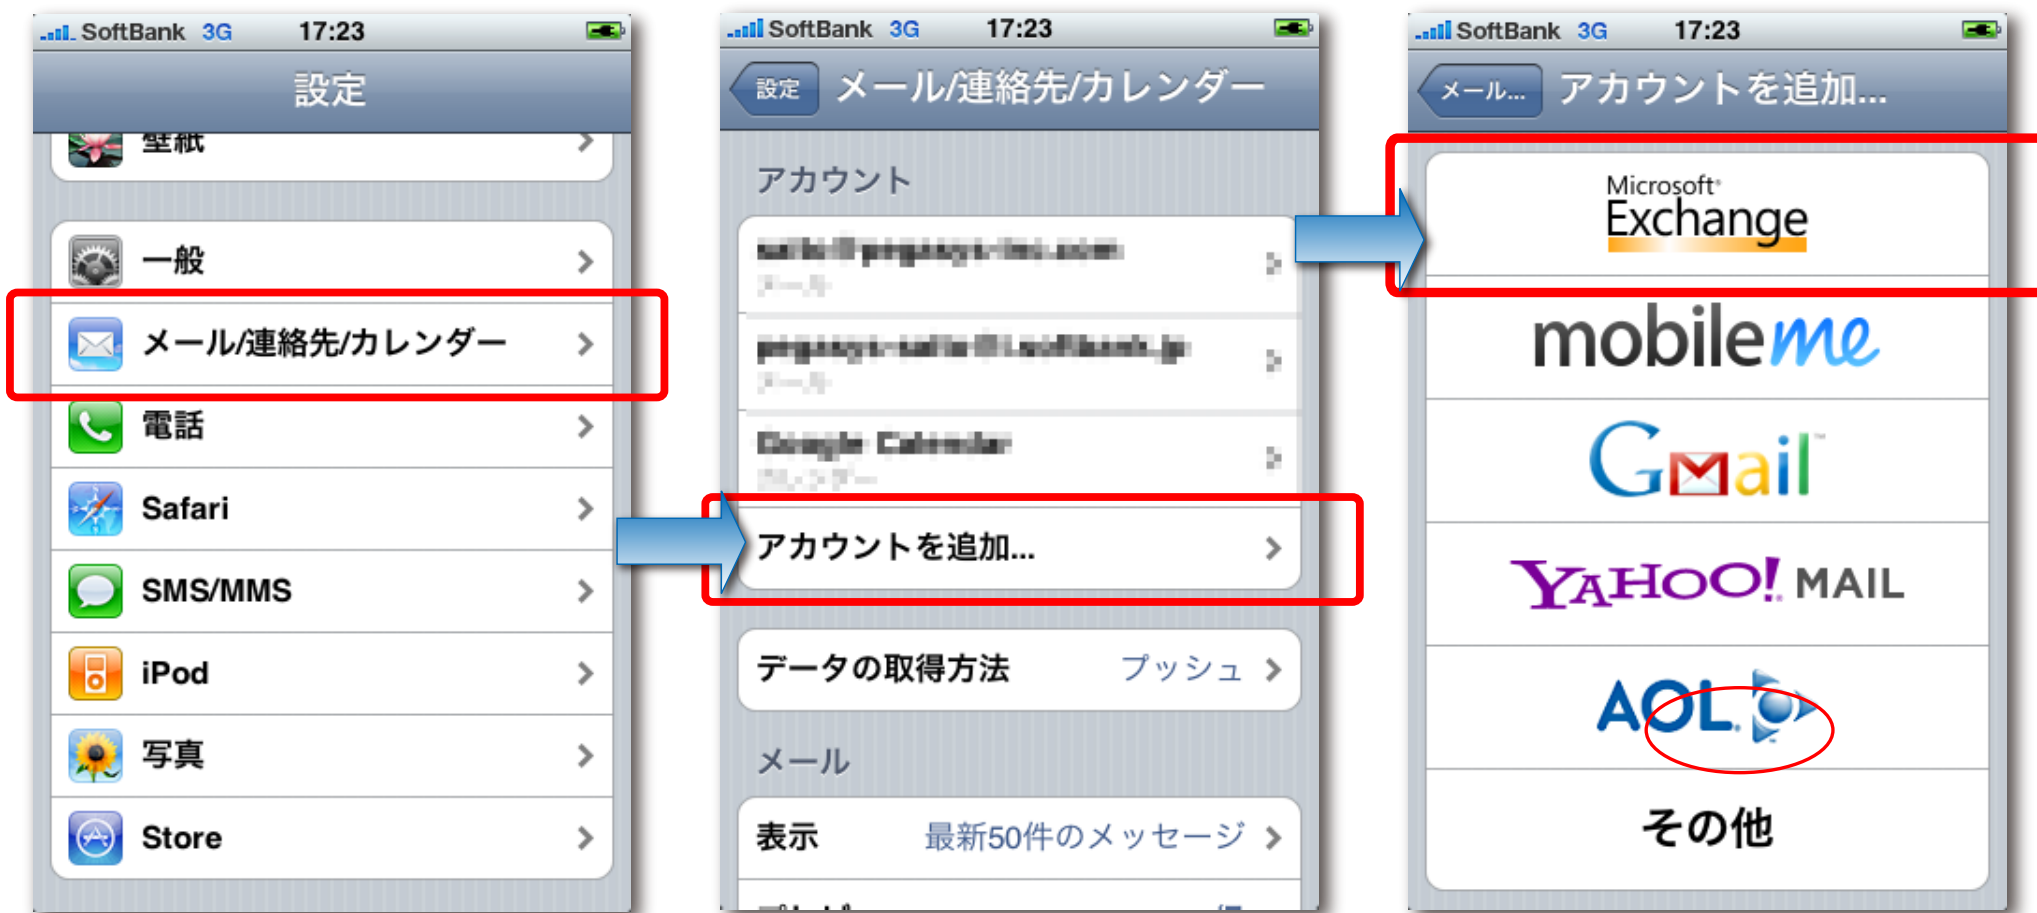 SoftBank 3G 17:23
設定
壁紙
一般
メール/連絡先/カレンダー
電話
Safari
SMS/MMS
iPod
写真
Store
SoftBank 3G 17:23
設定 メール/連絡先/カレンダー
アカウント
Google Calendar
アカウントを追加...
データの取得方法 プッシュ
メール
表示 最新50件のメッセージ
SoftBank 3G 17:23
メール... アカウントを追加...
Microsoft®
Exchange
mobileme
Gmail™
YAHOO! MAIL
AOL
その他